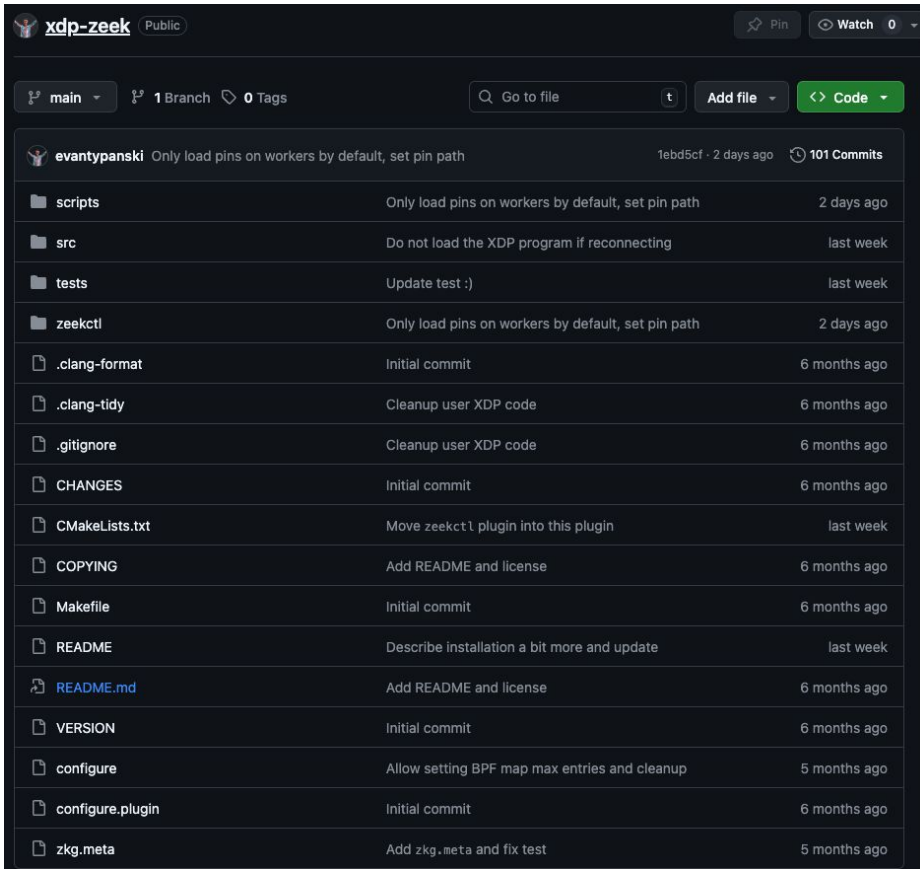 xdp-zeek Public Pin Watch 0
main 1 Branch 0 Tags Go to file t Add file Code
evantypanski Only load pins on workers by default, set pin path 1ebd5cf · 2 days ago 101 Commits
scripts Only load pins on workers by default, set pin path 2 days ago
src Do not load the XDP program if reconnecting last week
tests Update test :) last week
zeekctl Only load pins on workers by default, set pin path 2 days ago
.clang-format Initial commit 6 months ago
.clang-tidy Cleanup user XDP code 6 months ago
.gitignore Cleanup user XDP code 6 months ago
CHANGES Initial commit 6 months ago
CMakeLists.txt Move zeekctl plugin into this plugin last week
COPYING Add README and license 6 months ago
Makefile Initial commit 6 months ago
README Describe installation a bit more and update last week
README.md Add README and license 6 months ago
VERSION Initial commit 6 months ago
configure Allow setting BPF map max entries and cleanup 5 months ago
configure.plugin Initial commit 6 months ago
zkg.meta Add zkg.meta and fix test 5 months ago